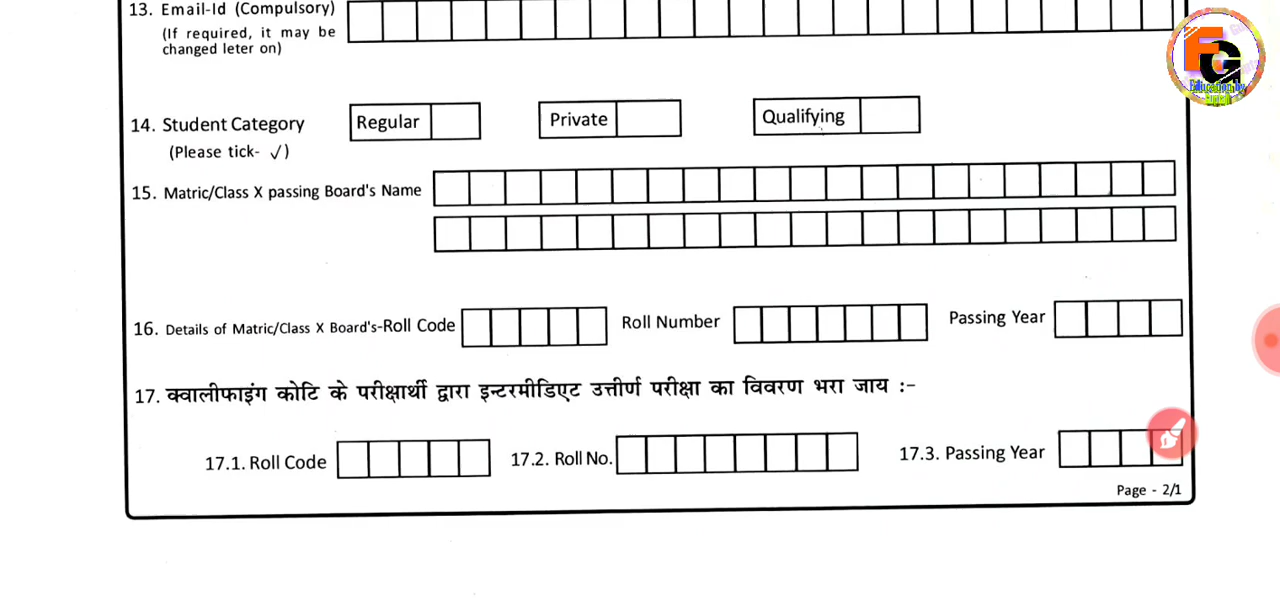 13. Email-Id (Compulsory)
(If required, it may be
changed leter on)
14. Student Category
Regular
Private
Qualifying
(Please tick- √)
15. Matric/Class X passing Board's Name
16. Details of Matric/Class X Board's-Roll Code
Roll Number
Passing Year
17. क्वालीफाइंग कोटि के परीक्षार्थी द्वारा इन्टरमीडिएट उत्तीर्ण परीक्षा का विवरण भरा जाय :-
17.1. Roll Code
17.2. Roll No.
17.3. Passing Year
Page - 2/1
FG
Education by